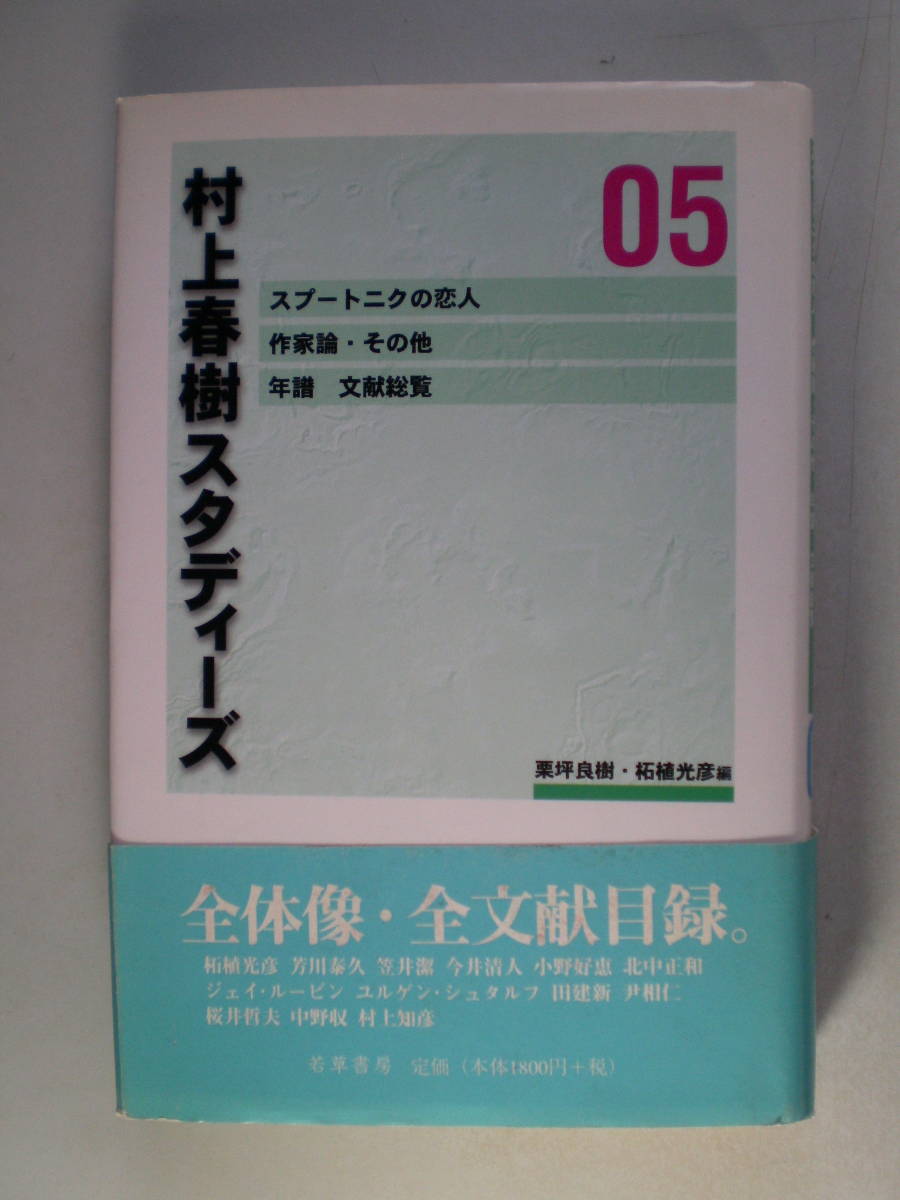 05
村上春樹スタディーズ
スプートニクの恋人
作家論・その他
年譜　文献総覧
栗坪良樹・柘植光彦編
全体像・全文献目録。
柘植光彦 芳川泰久 笠井潔 今井清人 小野好恵 北中正和
ジェイ・ルービン ユルゲン・シュタルフ 田建新 尹相仁
桜井哲夫 中野収 村上知彦
若草書房　定価（本体1800円＋税）